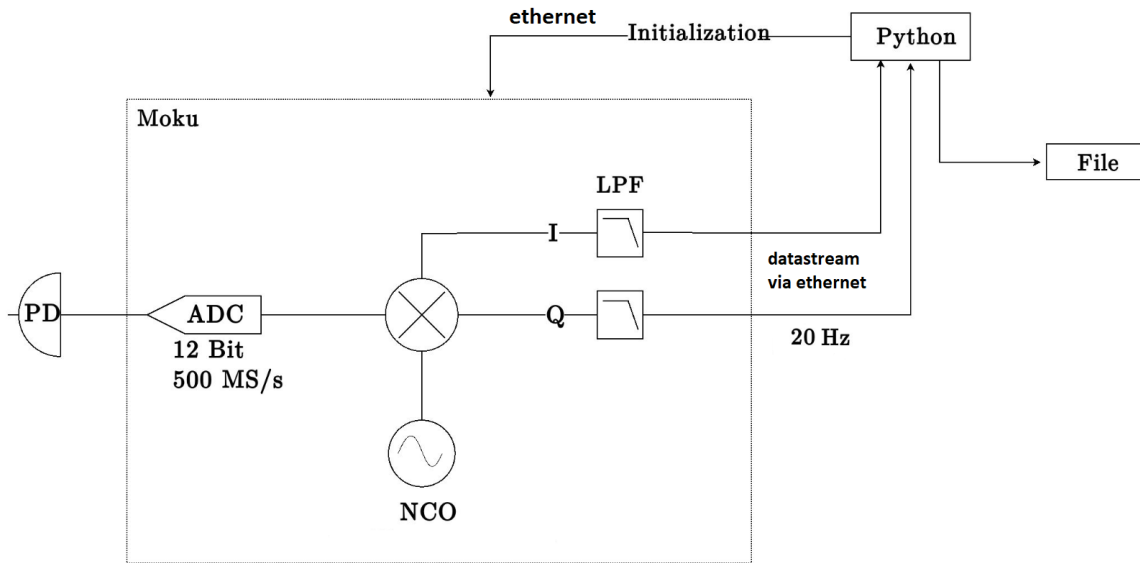 ethernet
Initialization
Python
Moku
File
LPF
I
datastream
via ethernet
PD
ADC
Q
12 Bit
500 MS/s
20 Hz
NCO